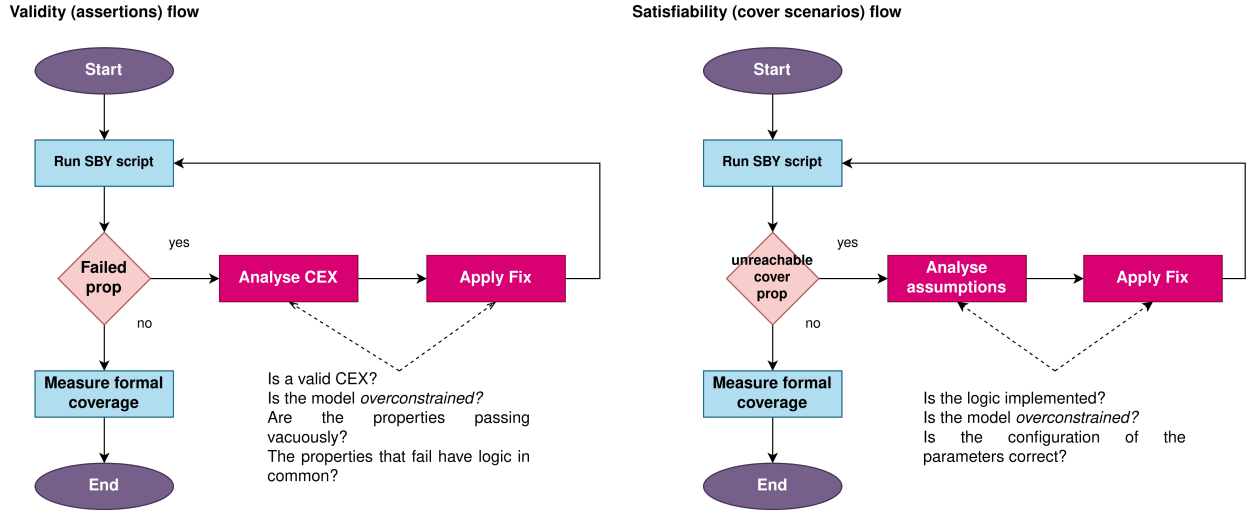 Validity (assertions) flow
Start
Run SBY script
Failed
prop
yes
no
Analyse CEX
Apply Fix
Measure formal
coverage
End
Is a valid CEX?
Is the model overconstrained?
Are the properties passing
vacuously?
The properties that fail have logic in
common?
Satisfiability (cover scenarios) flow
Start
Run SBY script
unreachable
cover
prop
yes
no
Analyse
assumptions
Apply Fix
Measure formal
coverage
End
Is the logic implemented?
Is the model overconstrained?
Is the configuration of the
parameters correct?